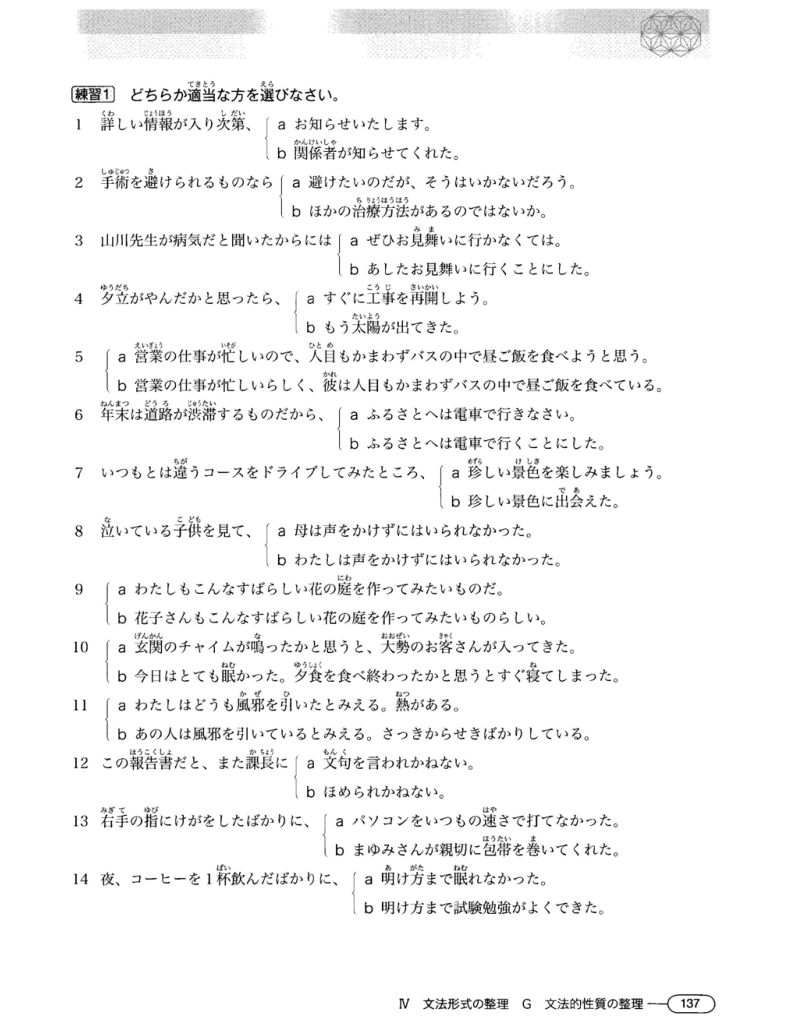 練習1 どちらか適当な方を選びなさい。
1 詳しい情報が入り次第、 a お知らせいたします。
b 関係者が知らせてくれた。
2 手術を避けられるものなら a 避けたいのだが、そうはいかないだろう。
b ほかの治療方法があるのではないか。
3 山川先生が病気だと聞いたからには a ぜひお見舞いに行かなくては。
b あしたお見舞いに行くことにした。
4 夕立がやんだかと思ったら、 a すぐに工事を再開しよう。
b もう太陽が出てきた。
5 a 営業の仕事が忙しいので、人目もかまわずバスの中で昼ご飯を食べようと思う。
b 営業の仕事が忙しいらしく、彼は人目もかまわずバスの中で昼ご飯を食べている。
6 年末は道路が渋滞するものだから、 a ふるさとへは電車で行きなさい。
b ふるさとへは電車で行くことにした。
7 いつもとは違うコースをドライブしてみたところ、 a 珍しい景色を楽しみましょう。
b 珍しい景色に出会えた。
8 泣いている子供を見て、 a 母は声をかけずにはいられなかった。
b わたしは声をかけずにはいられなかった。
9 a わたしもこんなすばらしい花の庭を作ってみたいものだ。
b 花子さんもこんなすばらしい花の庭を作ってみたいものらしい。
10 a 玄関のチャイムが鳴ったかと思うと、大勢のお客さんが入ってきた。
b 今日はとても眠かった。夕食を食べ終わったかと思うとすぐ寝てしまった。
11 a わたしはどうも風邪を引いたとみえる。熱がある。
b あの人は風邪を引いているとみえる。さっきからせきばかりしている。
12 この報告書だと、また課長に a 文句を言われかねない。
b ほめられかねない。
13 右手の指にけがをしたばかりに、 a パソコンをいつもの速さで打てなかった。
b まゆみさんが親切に包帯を巻いてくれた。
14 夜、コーヒーを1杯飲んだばかりに、 a 明け方まで眠れなかった。
b 明け方まで試験勉強がよくできた。
Ⅳ 文法形式の整理 G 文法的性質の整理 — 137